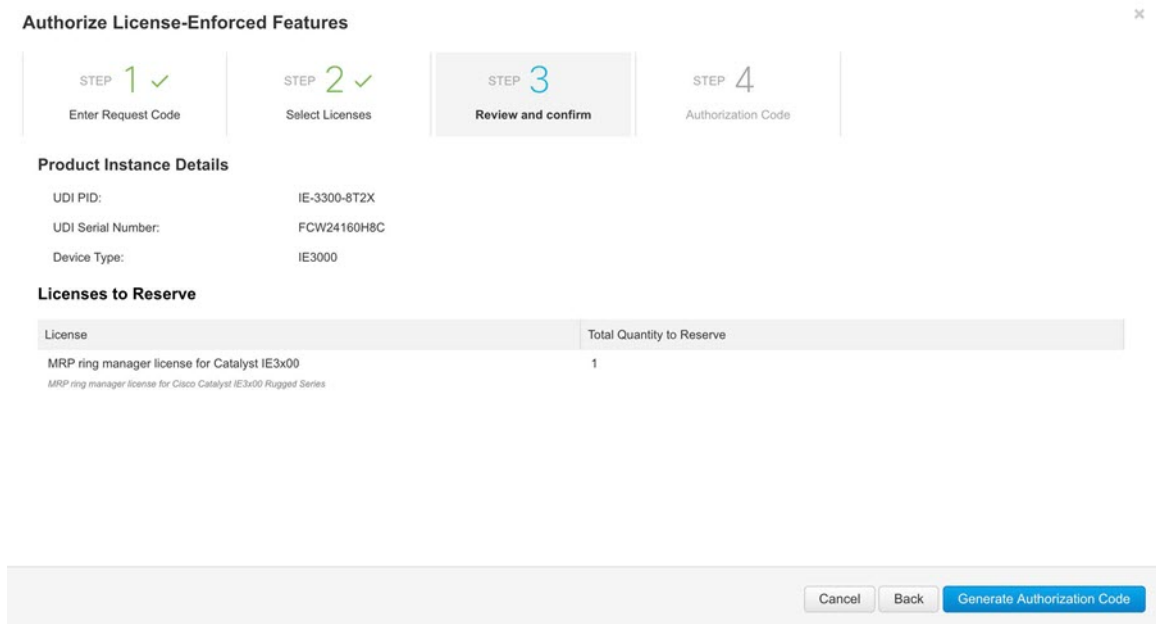 Authorize License-Enforced Features
×
STEP 1 ✓
Enter Request Code
STEP 2 ✓
Select Licenses
STEP 3
Review and confirm
STEP 4
Authorization Code
Product Instance Details
UDI PID: IE-3300-8T2X
UDI Serial Number: FCW24160H8C
Device Type: IE3000
Licenses to Reserve
License Total Quantity to Reserve
MRP ring manager license for Catalyst IE3x00 1
MRP ring manager license for Cisco Catalyst IE3x00 Rugged Series
Cancel Back Generate Authorization Code